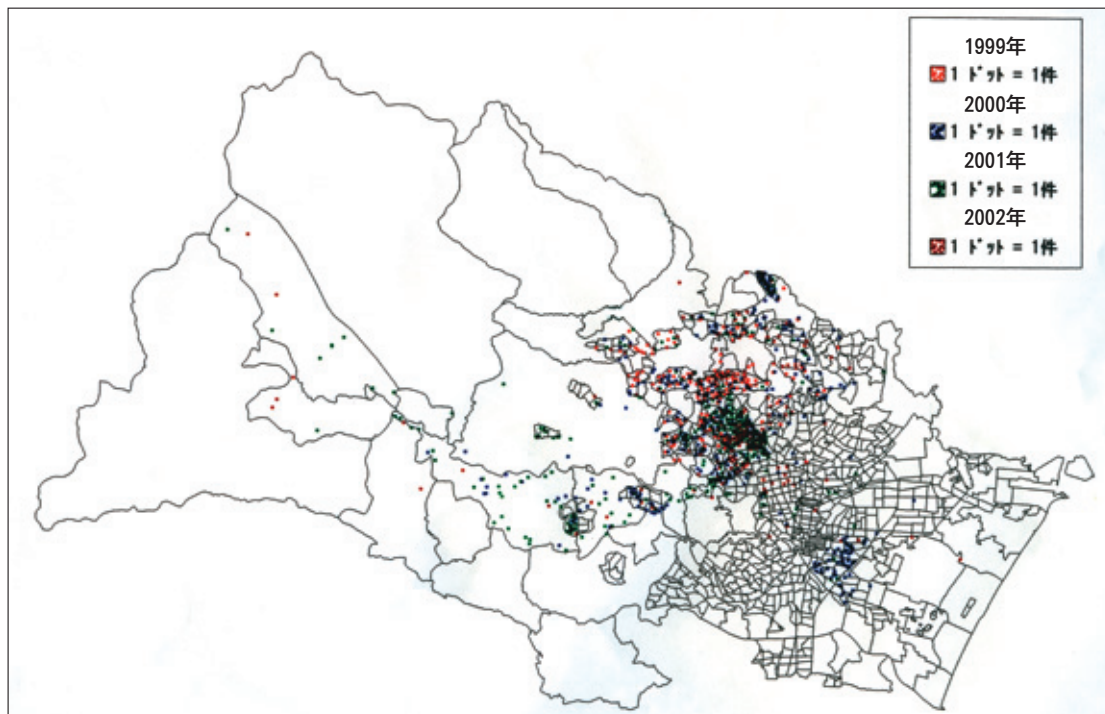 1999年
1 ﾄﾞｯﾄ = 1件
2000年
1 ﾄﾞｯﾄ = 1件
2001年
1 ﾄﾞｯﾄ = 1件
2002年
1 ﾄﾞｯﾄ = 1件